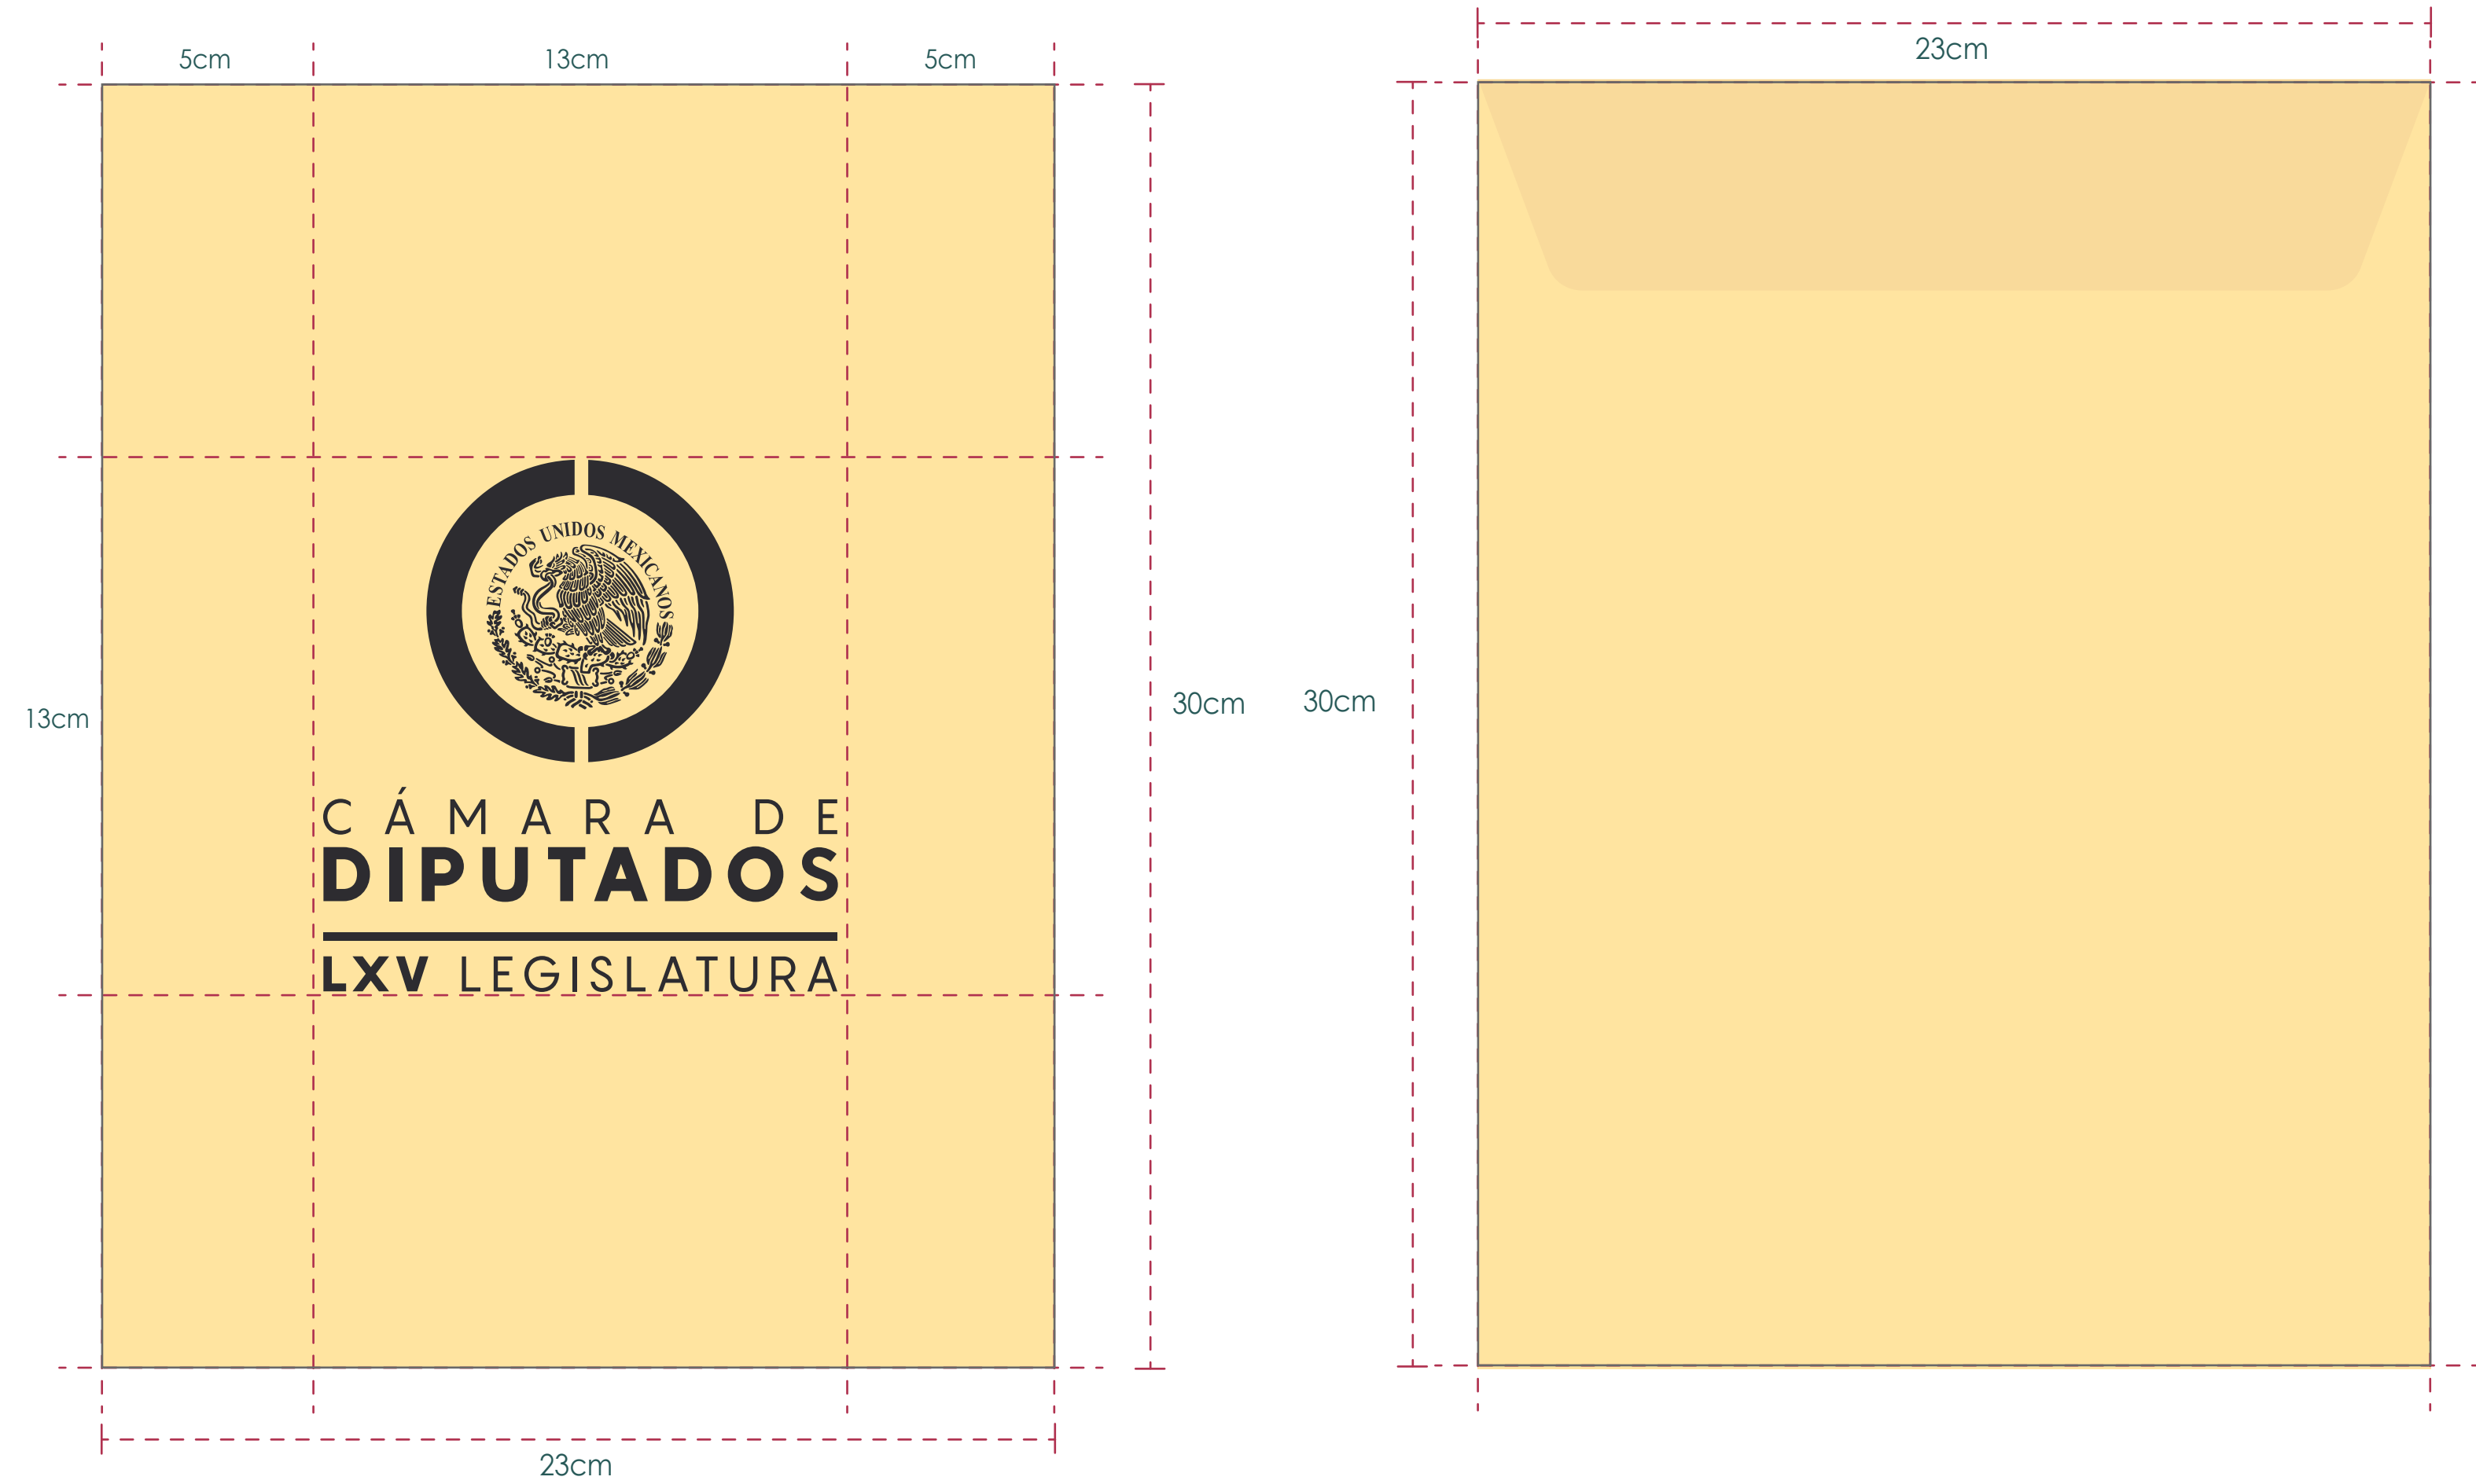 5cm 13cm 5cm
23cm
ESTADOS UNIDOS MEXICANOS
13cm
30cm
30cm
CÁMARA DE
DIPUTADOS
LXV LEGISLATURA
23cm